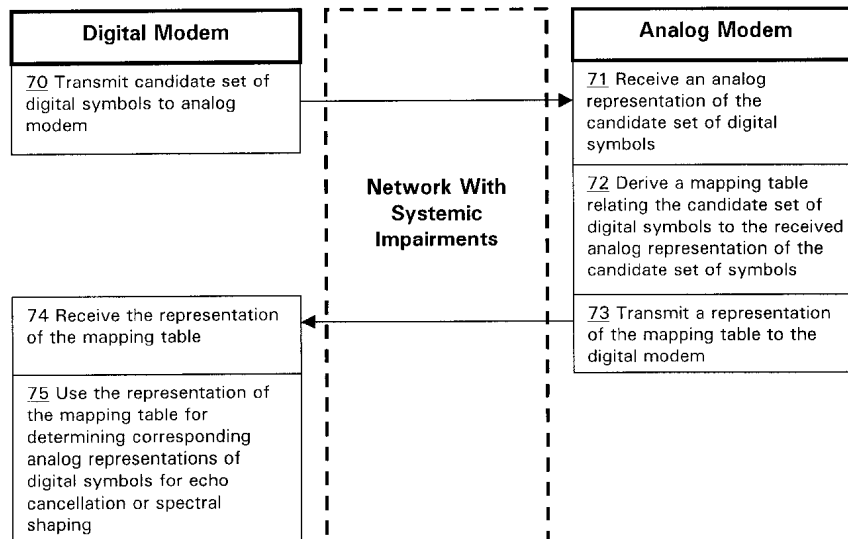 Digital Modem
70 Transmit candidate set of
digital symbols to analog
modem
Network With
Systemic
Impairments
Analog Modem
71 Receive an analog
representation of the
candidate set of digital
symbols
72 Derive a mapping table
relating the candidate set of
digital symbols to the received
analog representation of the
candidate set of symbols
73 Transmit a representation
of the mapping table to the
digital modem
74 Receive the representation
of the mapping table
75 Use the representation of
the mapping table for
determining corresponding
analog representations of
digital symbols for echo
cancellation or spectral
shaping